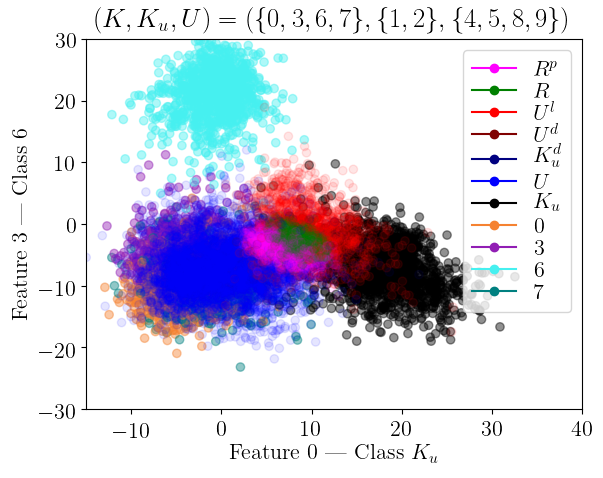 (K, K_u, U) = ({0, 3, 6, 7}, {1, 2}, {4, 5, 8, 9})
30
20
10
0
−10
−20
−30
Feature 3 — Class 6
R^p
R
U^l
U^d
K_u^d
U
K_u
0
3
6
7
−10 0 10 20 30 40
Feature 0 — Class K_u